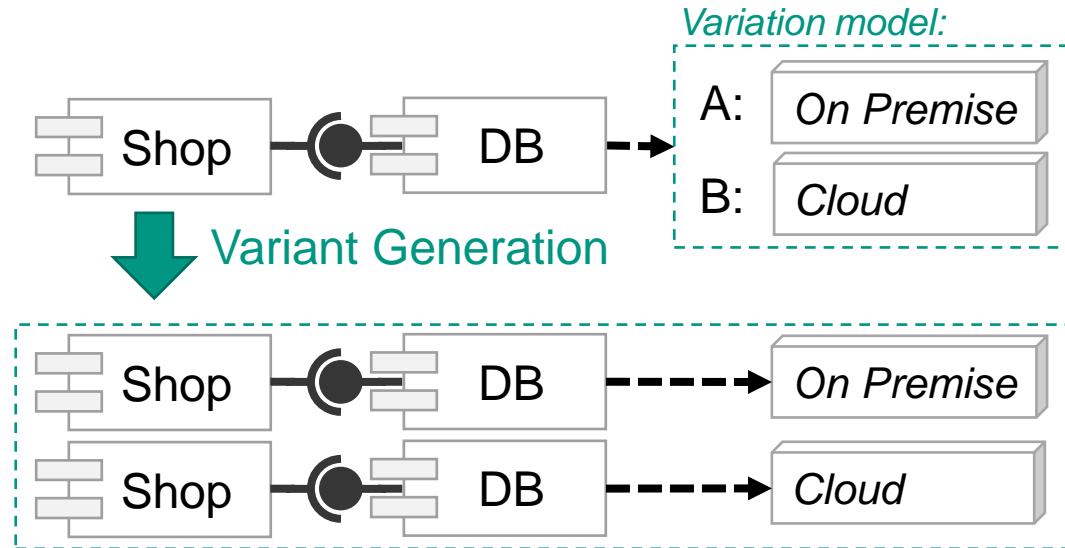 Variation model:
Shop
DB
A:
On Premise
B:
Cloud
Variant Generation
Shop
DB
On Premise
Shop
DB
Cloud